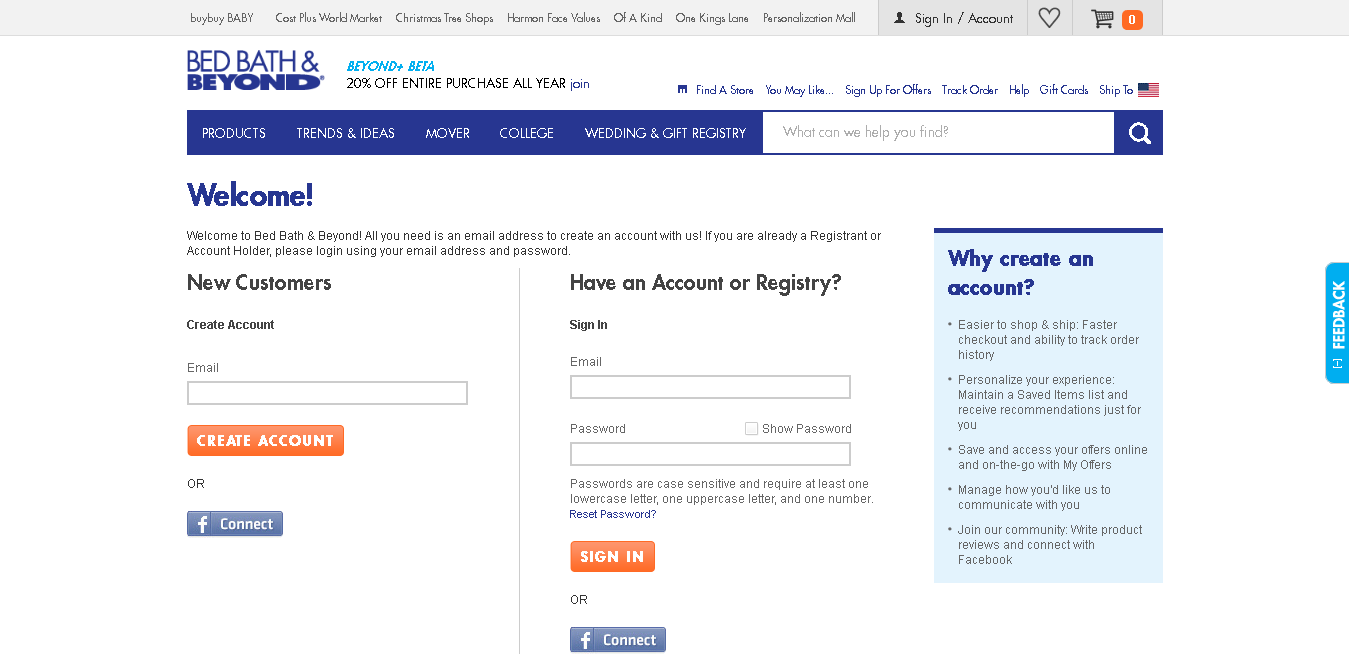 buybuy BABY Cost Plus World Market Christmas Tree Shops Harmon Face Values Of A Kind One Kings Lane Personalization Mall Sign In / Account 0
BED BATH &
BEYOND®
BEYOND+ BETA
20% OFF ENTIRE PURCHASE ALL YEAR join
Find A Store You May Like... Sign Up For Offers Track Order Help Gift Cards Ship To
PRODUCTS TRENDS & IDEAS MOVER COLLEGE WEDDING & GIFT REGISTRY What can we help you find?
Welcome!
Welcome to Bed Bath & Beyond! All you need is an email address to create an account with us! If you are already a Registrant or
Account Holder, please login using your email address and password.
New Customers
Create Account
Email
CREATE ACCOUNT
OR
f Connect
Have an Account or Registry?
Sign In
Email
Password Show Password
Passwords are case sensitive and require at least one
lowercase letter, one uppercase letter, and one number.
Reset Password?
SIGN IN
OR
f Connect
Why create an
account?
• Easier to shop & ship: Faster
checkout and ability to track order
history
• Personalize your experience:
Maintain a Saved Items list and
receive recommendations just for
you
• Save and access your offers online
and on-the-go with My Offers
• Manage how you'd like us to
communicate with you
• Join our community: Write product
reviews and connect with
Facebook
[+] FEEDBACK